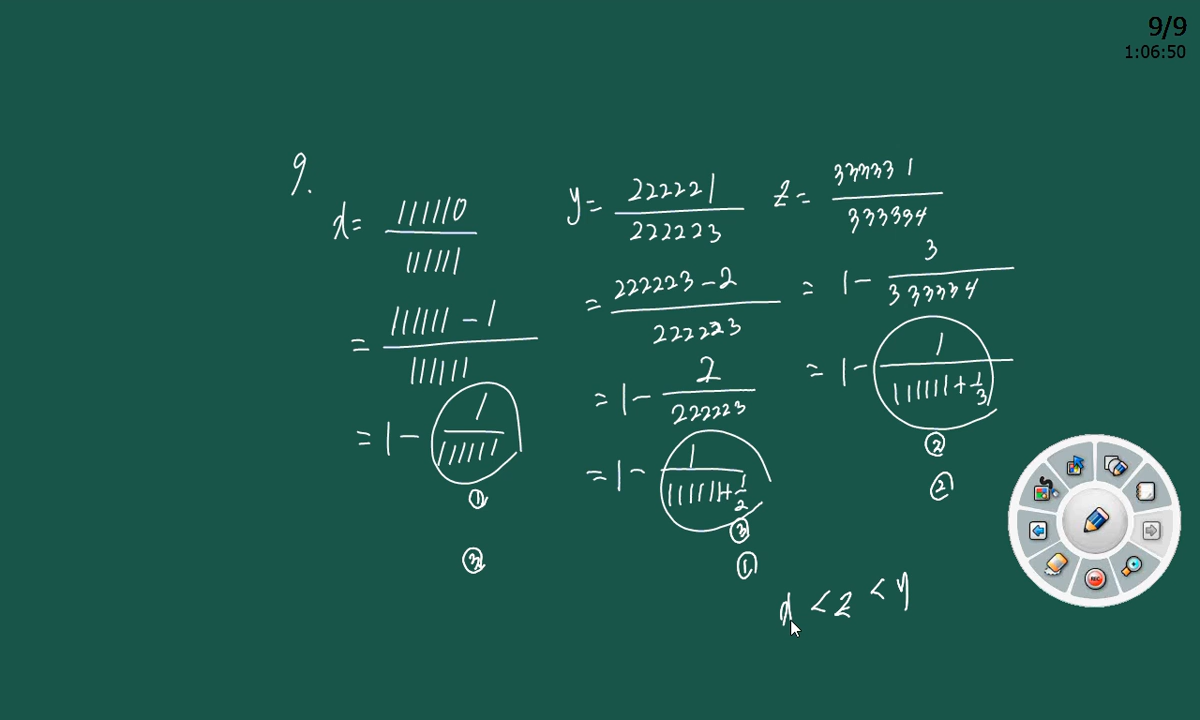 9/9
1:06:50
9.
x = 111110/111111
y = 222221/222223
z = 333331/333334
= 111111 - 1/111111
= 222223 - 2/222223
= 1 - 3/333334
= 1 - 1/111111
= 1 - 2/222223
= 1 - 1/111111 + 1/3
= 1 - 1/111111 + 1/2
① ③ ②
③ ① ②
x < z < y
REC